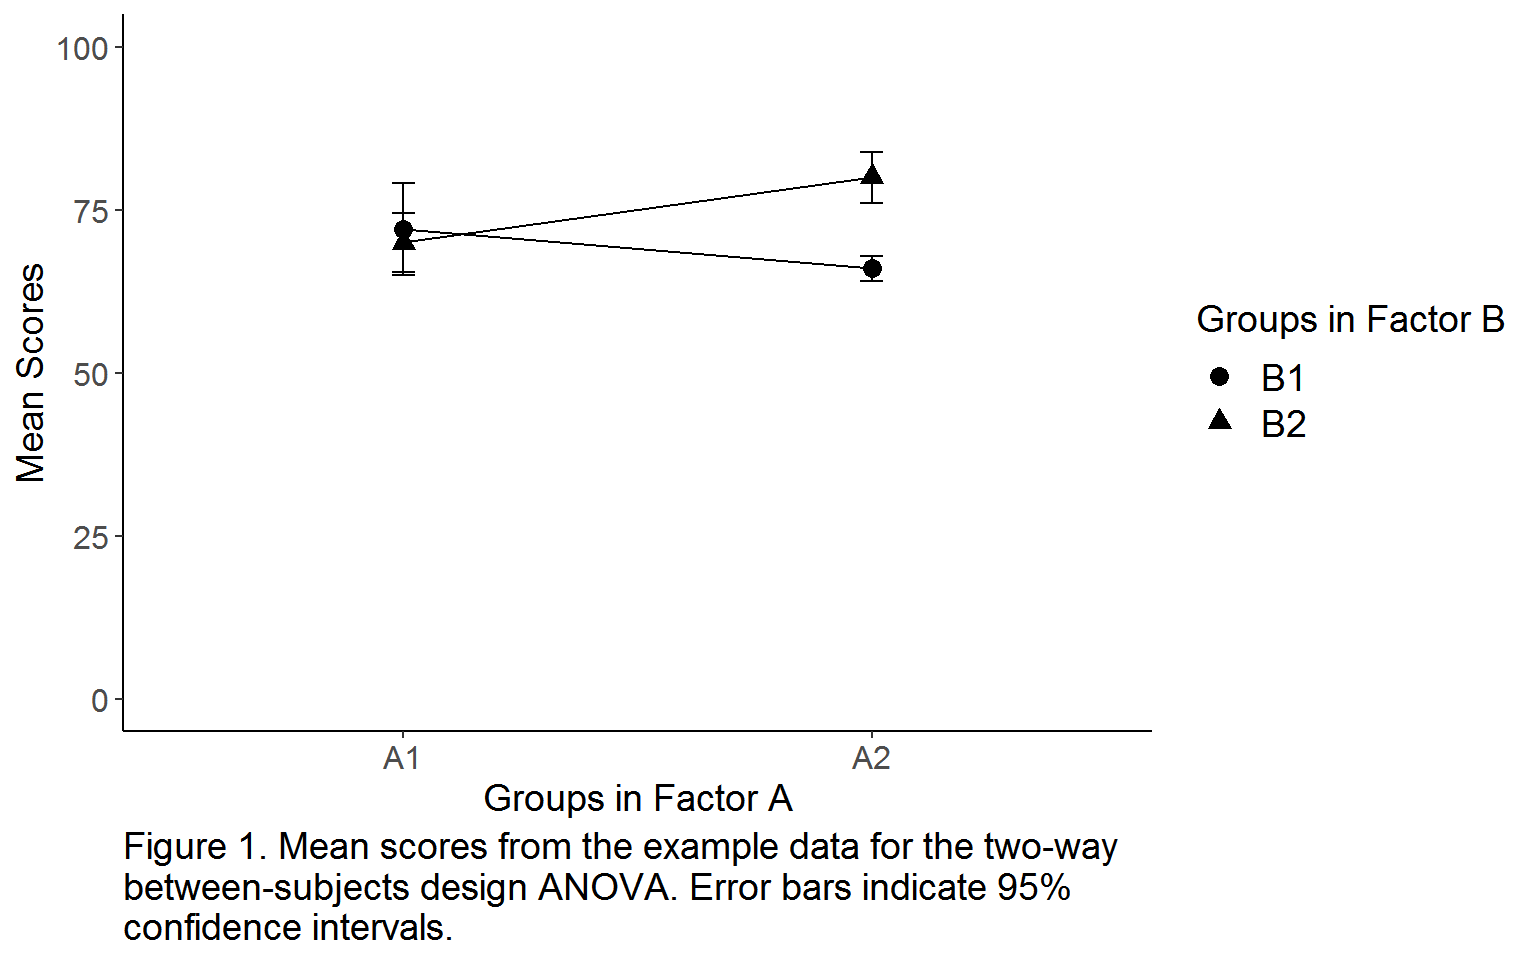 100
75
50
25
0
Mean Scores
A1
A2
Groups in Factor A
Groups in Factor B
B1
B2
Figure 1. Mean scores from the example data for the two-way
between-subjects design ANOVA. Error bars indicate 95%
confidence intervals.